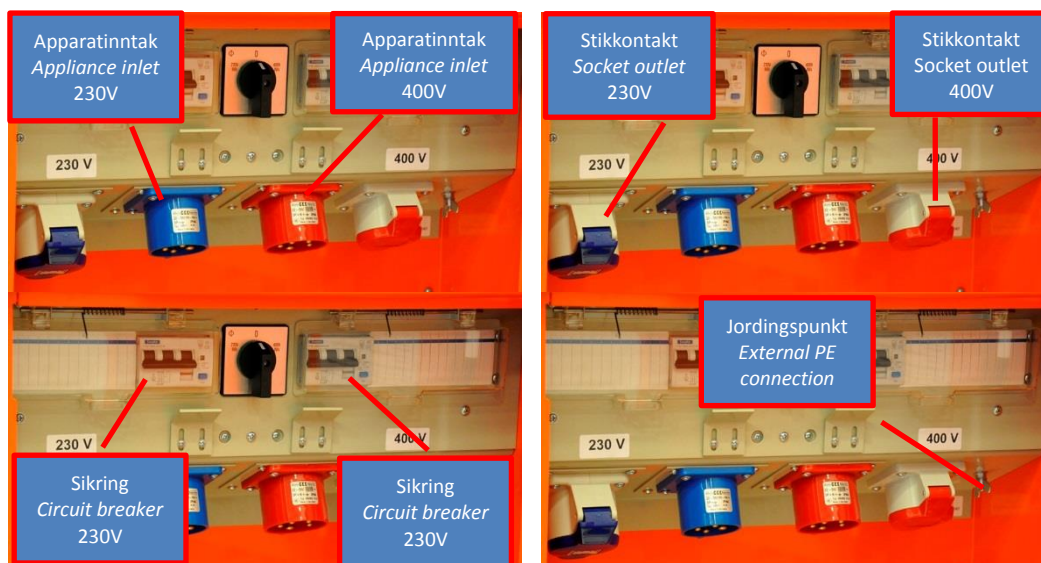 Apparatinntak
Appliance inlet
230V
Apparatinntak
Appliance inlet
400V
230 V
400 V
Stikkontakt
Socket outlet
230V
Stikkontakt
Socket outlet
400V
230 V
400 V
230 V
400 V
Sikring
Circuit breaker
230V
Sikring
Circuit breaker
230V
Jordingspunkt
External PE
connection
230 V
400 V